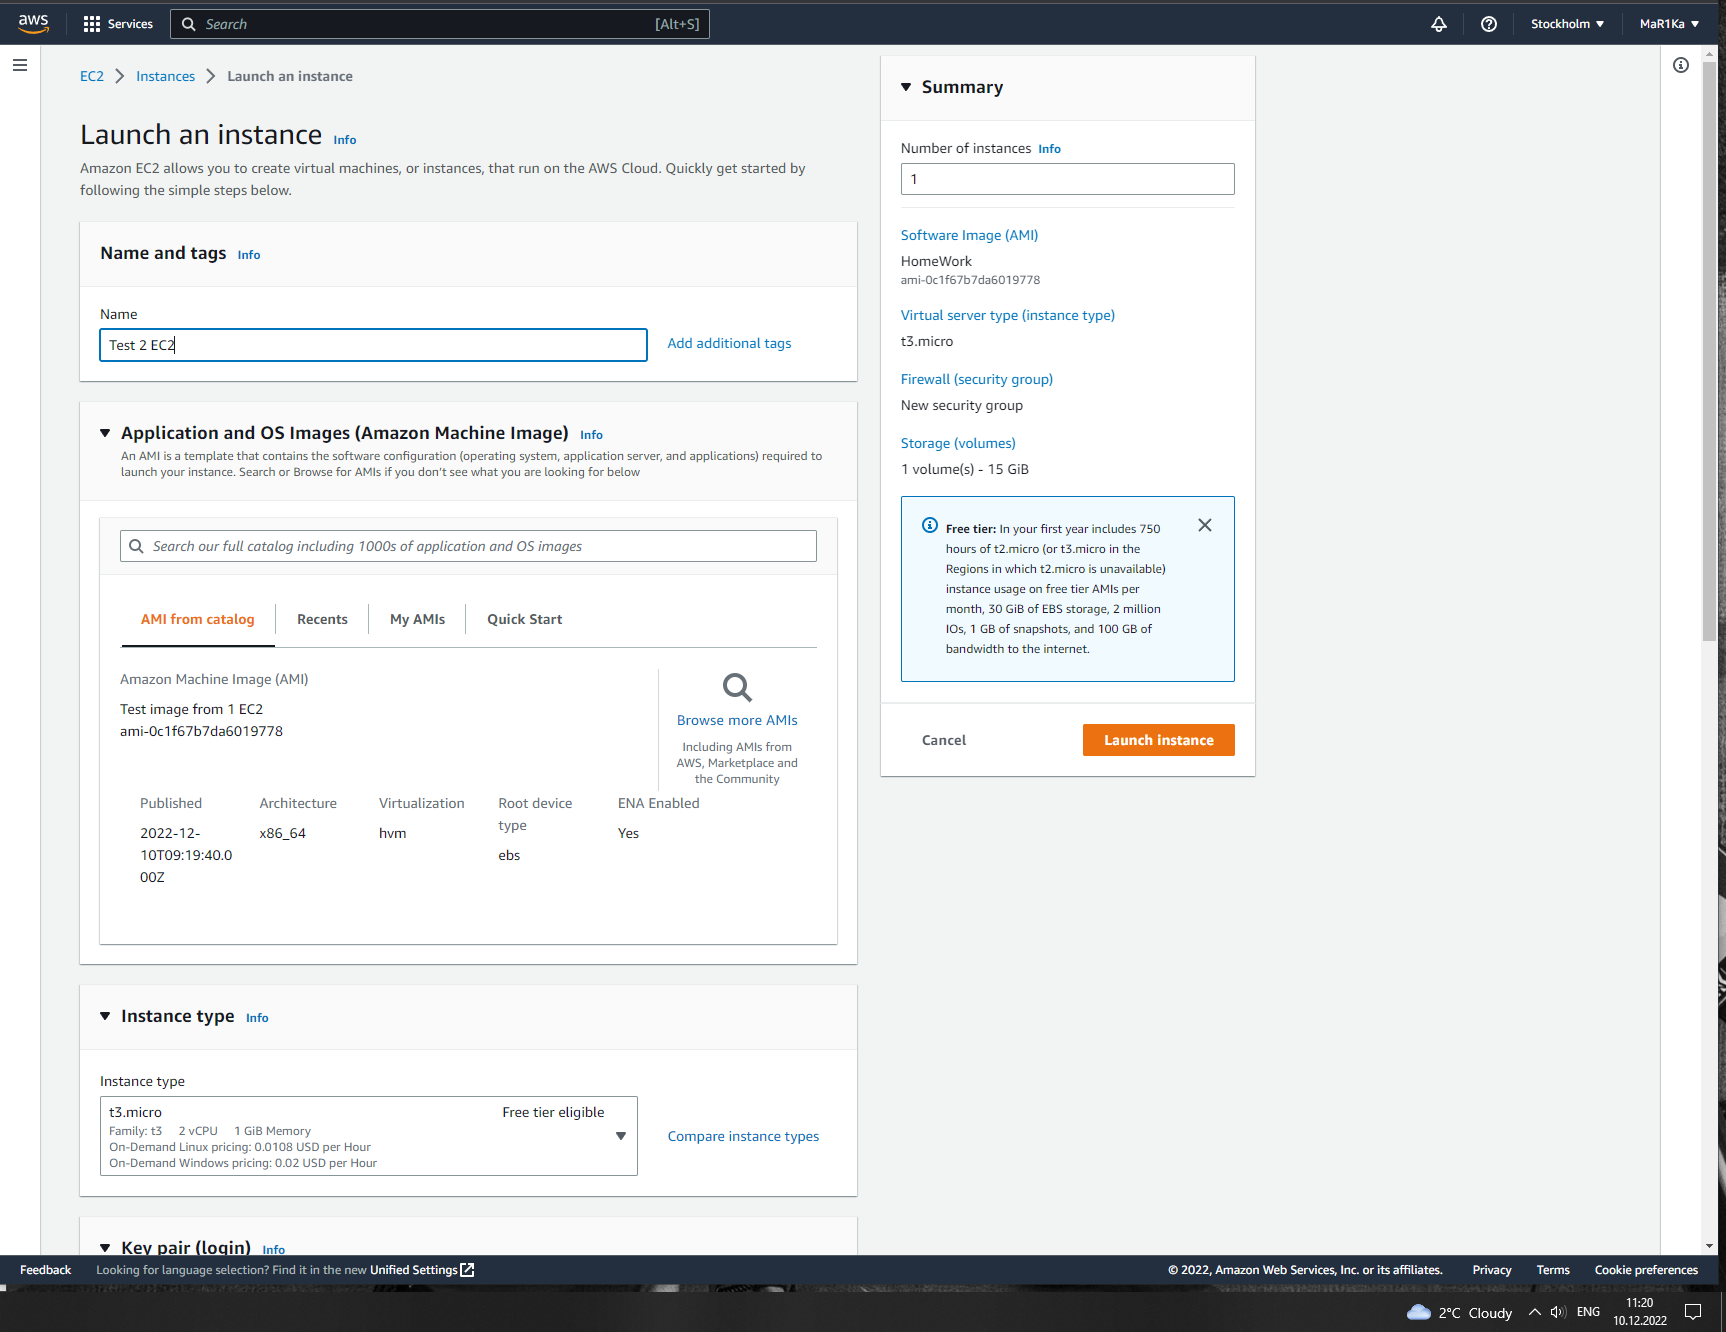 aws
Services
Search
[Alt+S]
Stockholm
MaR1Ka
EC2
Instances
Launch an instance
Launch an instance Info
Amazon EC2 allows you to create virtual machines, or instances, that run on the AWS Cloud. Quickly get started by
following the simple steps below.
Name and tags Info
Name
Test 2 EC2
Add additional tags
Application and OS Images (Amazon Machine Image) Info
An AMI is a template that contains the software configuration (operating system, application server, and applications) required to
launch your instance. Search or Browse for AMIs if you don't see what you are looking for below
Search our full catalog including 1000s of application and OS images
AMI from catalog
Recents
My AMIs
Quick Start
Amazon Machine Image (AMI)
Test image from 1 EC2
ami-0c1f67b7da6019778
Browse more AMIs
Including AMIs from
AWS, Marketplace and
the Community
Published
2022-12-
10T09:19:40.0
00Z
Architecture
x86_64
Virtualization
hvm
Root device
type
ebs
ENA Enabled
Yes
Instance type Info
Instance type
t3.micro
Free tier eligible
Family: t3 2 vCPU 1 GiB Memory
On-Demand Linux pricing: 0.0108 USD per Hour
On-Demand Windows pricing: 0.02 USD per Hour
Compare instance types
Key pair (login) Info
Summary
Number of instances Info
1
Software Image (AMI)
HomeWork
ami-0c1f67b7da6019778
Virtual server type (instance type)
t3.micro
Firewall (security group)
New security group
Storage (volumes)
1 volume(s) - 15 GiB
Free tier: In your first year includes 750
hours of t2.micro (or t3.micro in the
Regions in which t2.micro is unavailable)
instance usage on free tier AMIs per
month, 30 GiB of EBS storage, 2 million
IOs, 1 GB of snapshots, and 100 GB of
bandwidth to the internet.
Cancel
Launch instance
Feedback
Looking for language selection? Find it in the new Unified Settings
© 2022, Amazon Web Services, Inc. or its affiliates.
Privacy
Terms
Cookie preferences
2°C Cloudy
ENG
11:20
10.12.2022